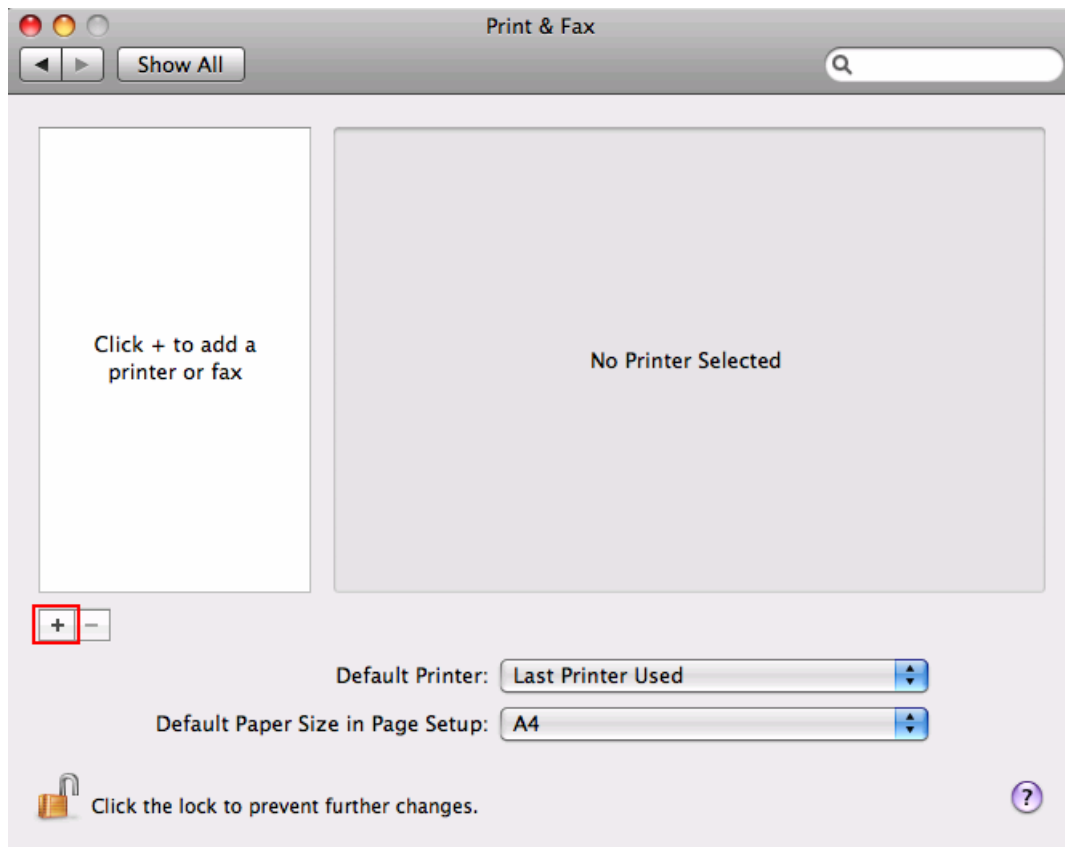 Print & Fax
Show All
Click + to add a
printer or fax
No Printer Selected
+ −
Default Printer: Last Printer Used
Default Paper Size in Page Setup: A4
Click the lock to prevent further changes.
?